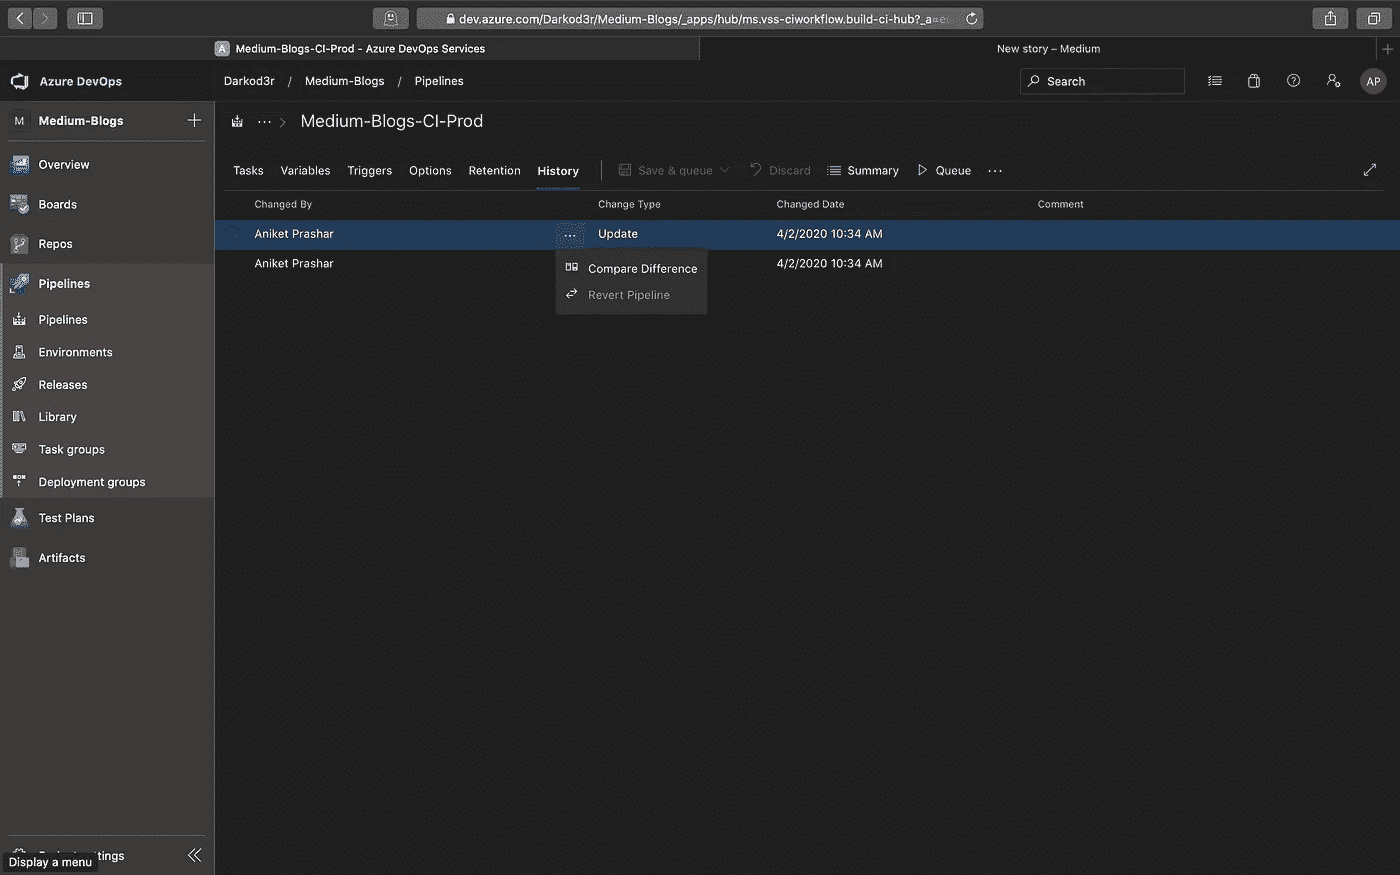 dev.azure.com/Darkod3r/Medium-Blogs/_apps/hub/ms.vss-ciworkflow.build-ci-hub?_a=e
A Medium-Blogs-CI-Prod - Azure DevOps Services
New story – Medium
Azure DevOps
Darkod3r / Medium-Blogs / Pipelines
Search
AP
M Medium-Blogs
Medium-Blogs-CI-Prod
Overview
Boards
Repos
Pipelines
Pipelines
Environments
Releases
Library
Task groups
Deployment groups
Test Plans
Artifacts
Tasks Variables Triggers Options Retention History Save & queue Discard Summary Queue ...
Changed By Change Type Changed Date Comment
Aniket Prashar ... Update 4/2/2020 10:34 AM
Aniket Prashar 4/2/2020 10:34 AM
Compare Difference
Revert Pipeline
Display a menu